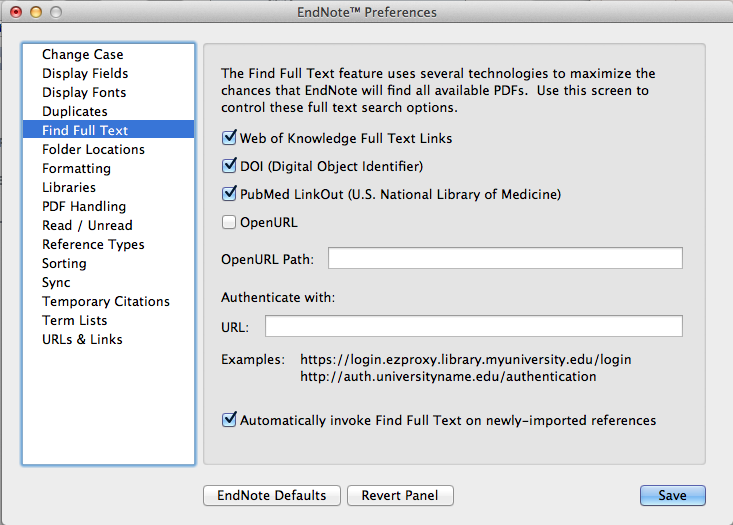 EndNote™ Preferences
Change Case
Display Fields
Display Fonts
Duplicates
Find Full Text
Folder Locations
Formatting
Libraries
PDF Handling
Read / Unread
Reference Types
Sorting
Sync
Temporary Citations
Term Lists
URLs & Links
The Find Full Text feature uses several technologies to maximize the
chances that EndNote will find all available PDFs.  Use this screen to
control these full text search options.
Web of Knowledge Full Text Links
DOI (Digital Object Identifier)
PubMed LinkOut (U.S. National Library of Medicine)
OpenURL
OpenURL Path:
Authenticate with:
URL:
Examples: https://login.ezproxy.library.myuniversity.edu/login
http://auth.universityname.edu/authentication
Automatically invoke Find Full Text on newly-imported references
EndNote Defaults
Revert Panel
Save